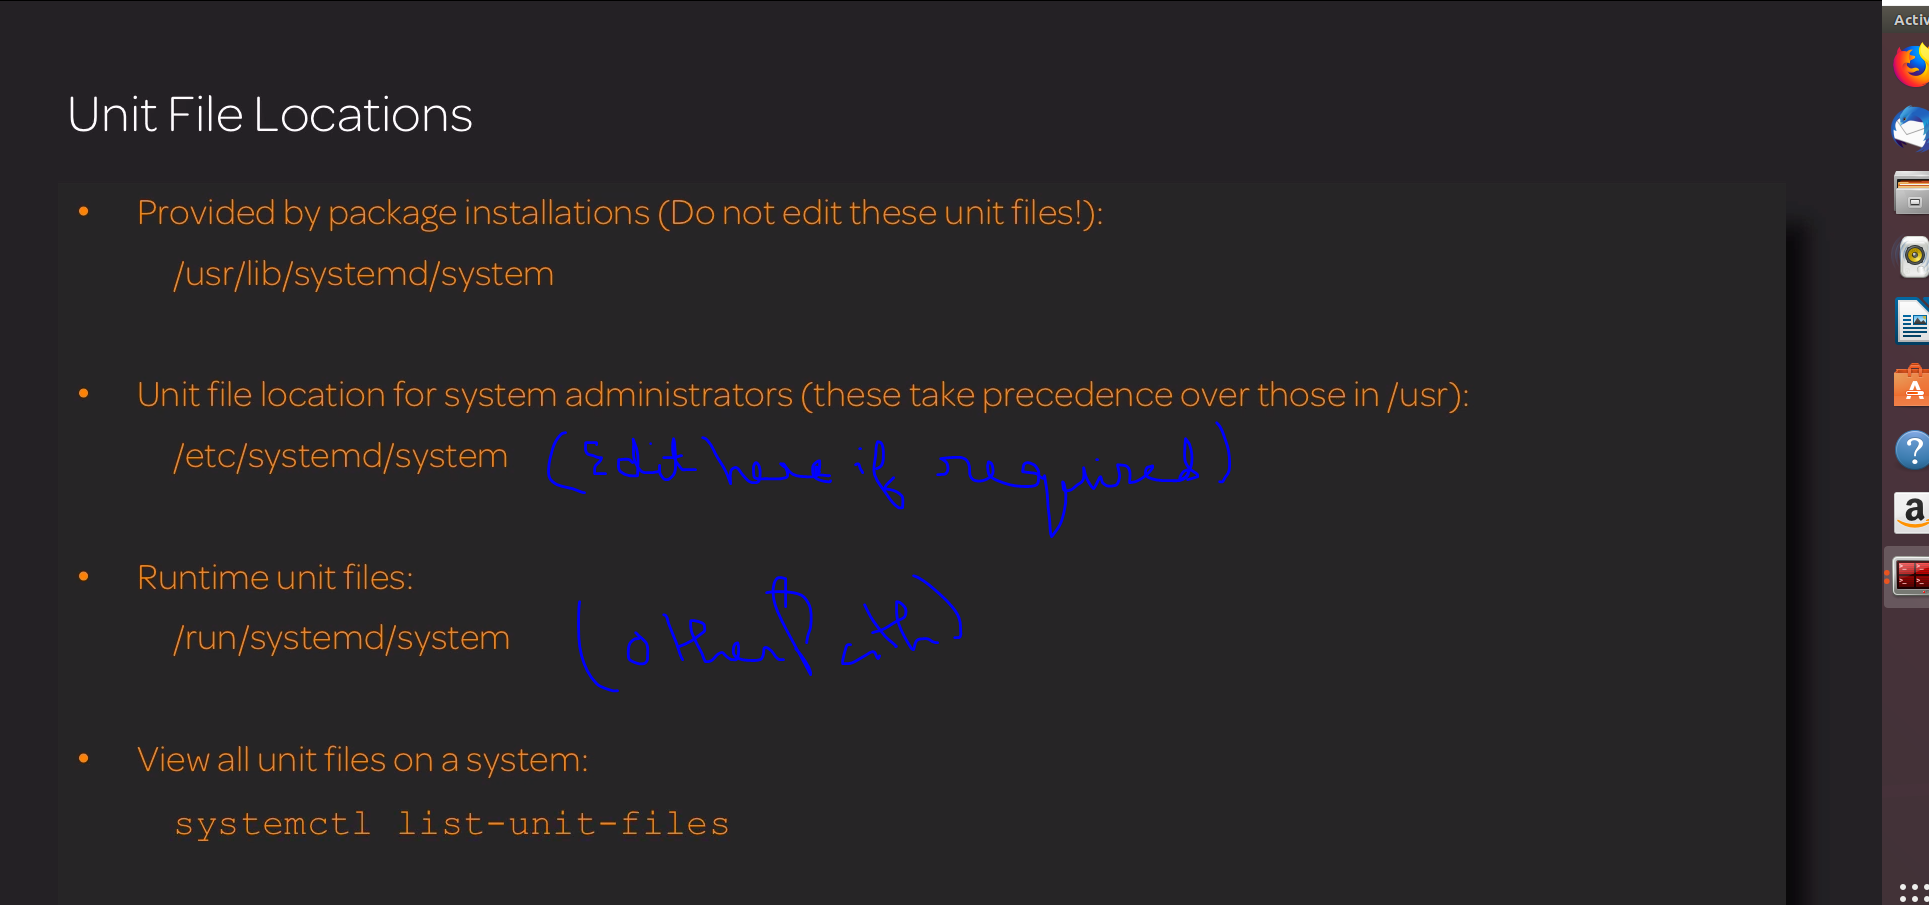 Activ
Unit File Locations
• Provided by package installations (Do not edit these unit files!):
/usr/lib/systemd/system
• Unit file location for system administrators (these take precedence over those in /usr):
/etc/systemd/system (Edit here if required)
• Runtime unit files:
/run/systemd/system (other Path)
• View all unit files on a system:
systemctl list-unit-files